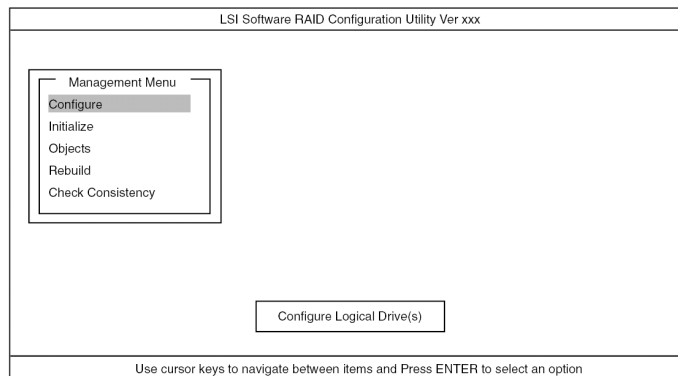 LSI Software RAID Configuration Utility Ver xxx
Management Menu
Configure
Initialize
Objects
Rebuild
Check Consistency
Configure Logical Drive(s)
Use cursor keys to navigate between items and Press ENTER to select an option